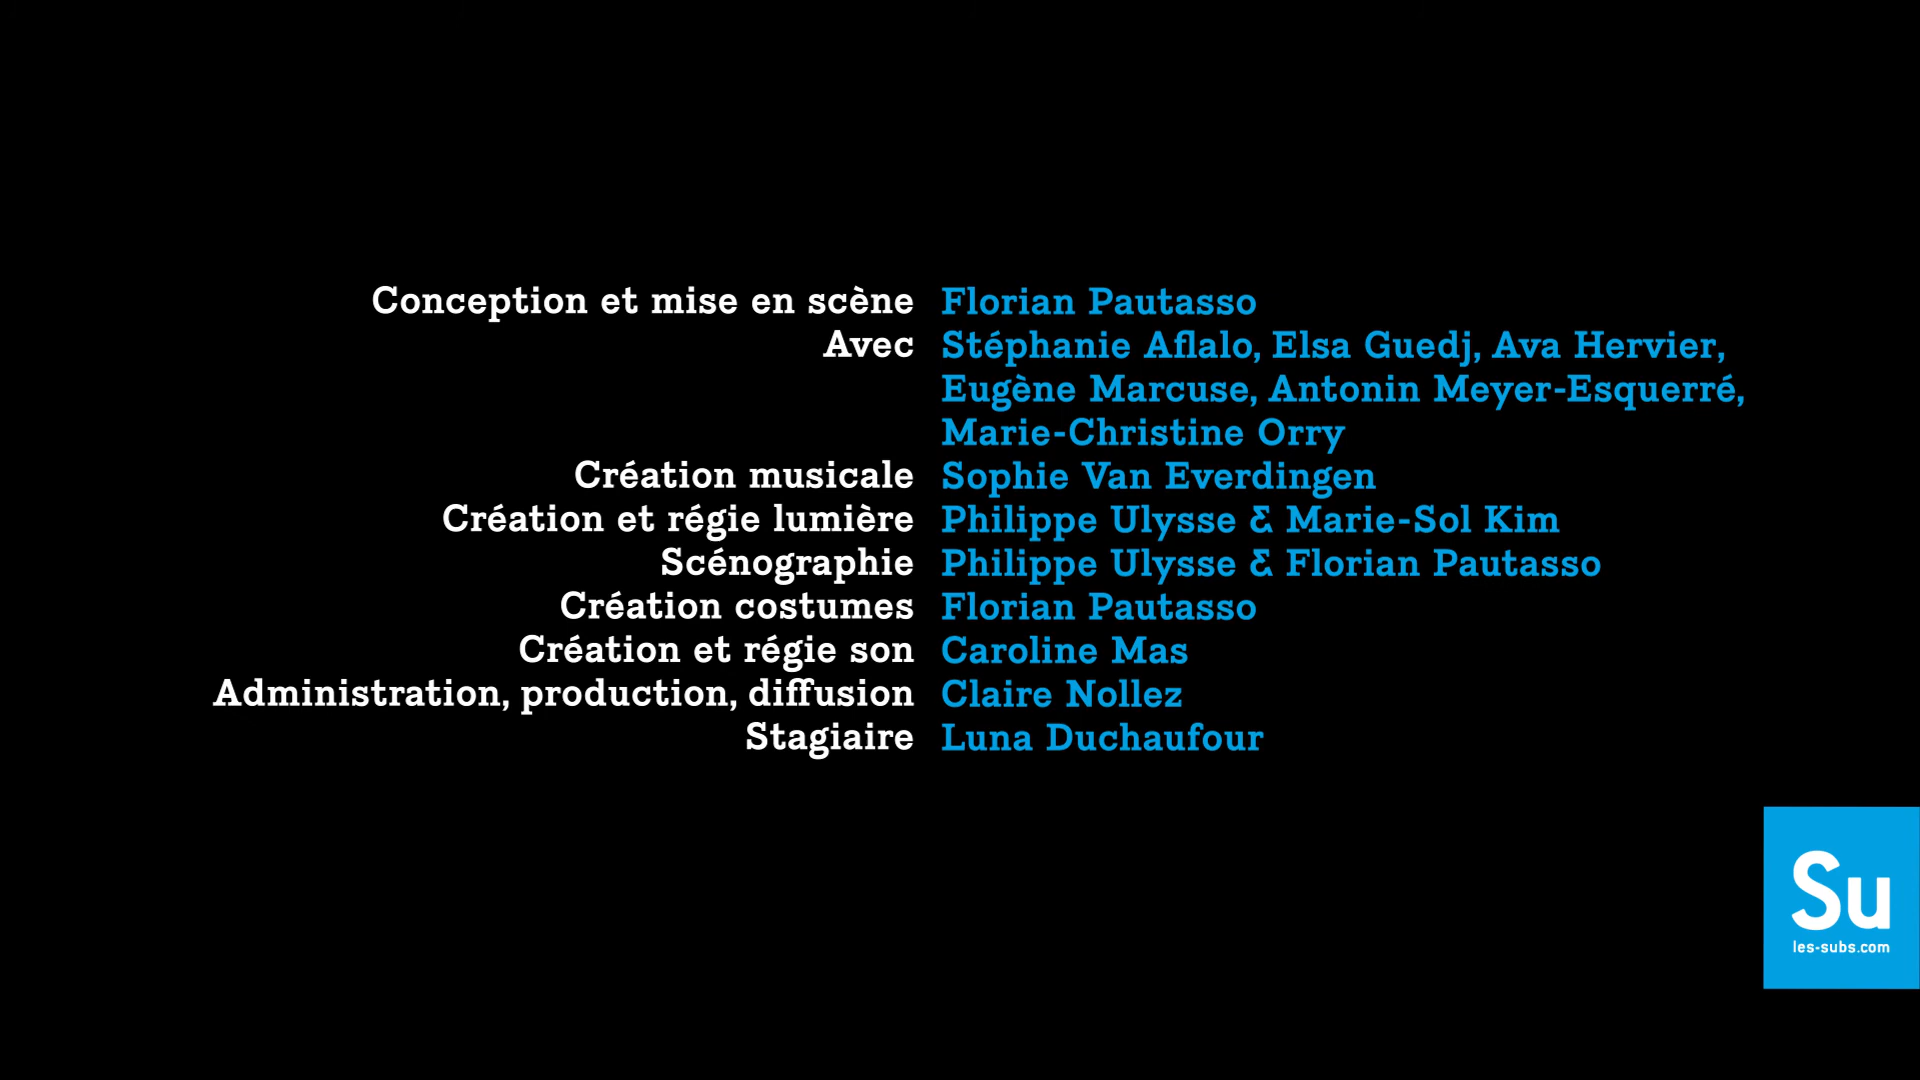 Conception et mise en scène Florian Pautasso
Avec Stéphanie Aflalo, Elsa Guedj, Ava Hervier,
Eugène Marcuse, Antonin Meyer-Esquerré,
Marie-Christine Orry
Création musicale Sophie Van Everdingen
Création et régie lumière Philippe Ulysse & Marie-Sol Kim
Scénographie Philippe Ulysse & Florian Pautasso
Création costumes Florian Pautasso
Création et régie son Caroline Mas
Administration, production, diffusion Claire Nollez
Stagiaire Luna Duchaufour
Su
les-subs.com